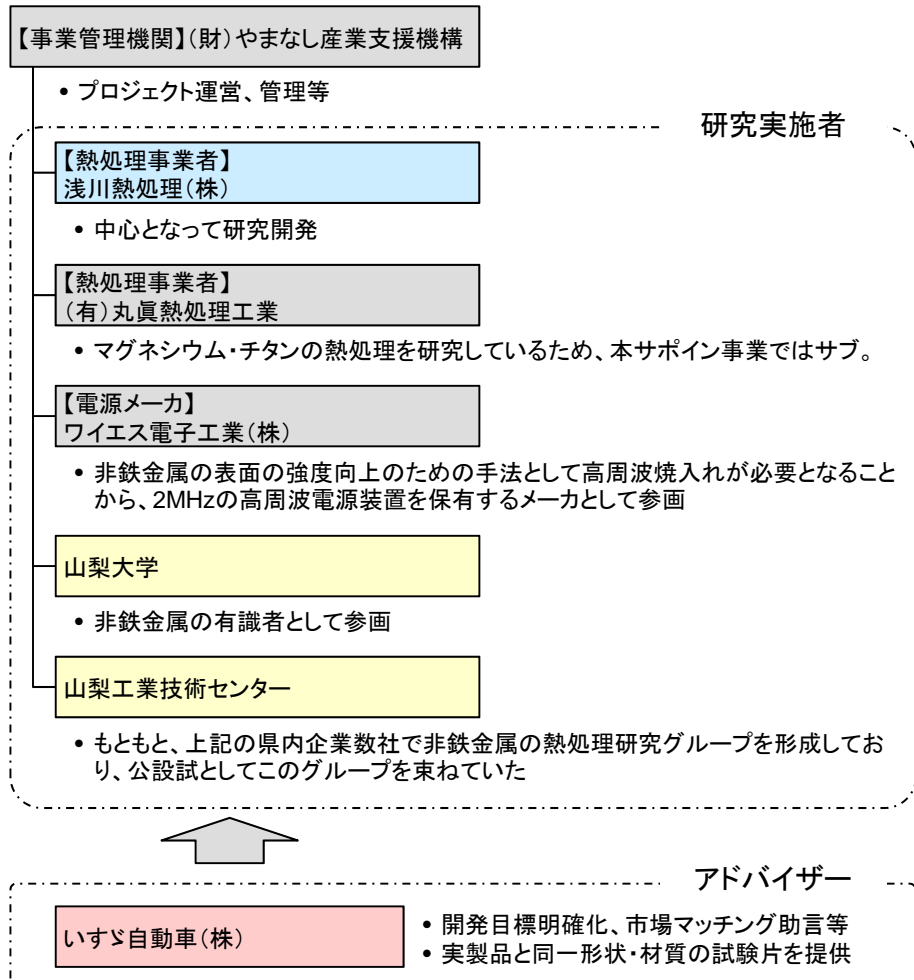 【事業管理機関】(財)やまなし産業支援機構
• プロジェクト運営、管理等
研究実施者
【熱処理事業者】
浅川熱処理(株)
• 中心となって研究開発
【熱処理事業者】
(有)丸眞熱処理工業
• マグネシウム・チタンの熱処理を研究しているため、本サポイン事業ではサブ。
【電源メーカ】
ワイエス電子工業(株)
• 非鉄金属の表面の強度向上のための手法として高周波焼入れが必要となること
から、2MHzの高周波電源装置を保有するメーカとして参画
山梨大学
• 非鉄金属の有識者として参画
山梨工業技術センター
• もともと、上記の県内企業数社で非鉄金属の熱処理研究グループを形成してお
り、公設試としてこのグループを束ねていた
アドバイザー
いすゞ自動車(株)
• 開発目標明確化、市場マッチング助言等
• 実製品と同一形状・材質の試験片を提供